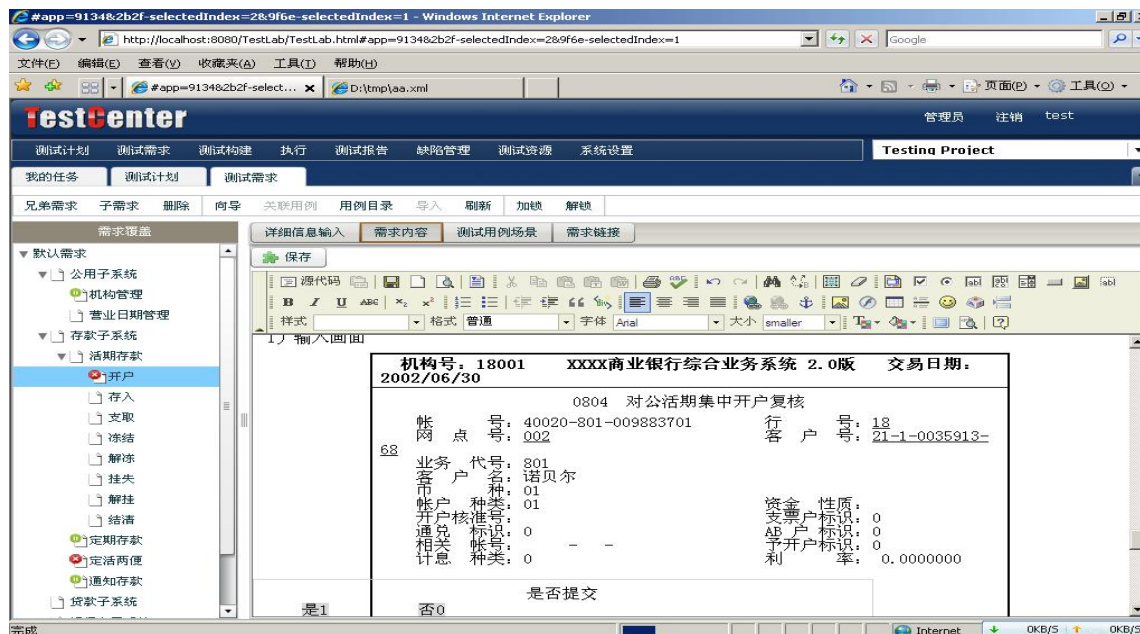 #app=9134&2b2f-selectedIndex=2&9f6e-selectedIndex=1 - Windows Internet Explorer
http://localhost:8080/TestLab/TestLab.html#app=9134&2b2f-selectedIndex=2&9f6e-selectedIndex=1 Google
文件(F) 编辑(E) 查看(V) 收藏夹(A) 工具(T) 帮助(H)
#app=9134&2b2f-select... D:\tmp\aa.xml 页面(P) 工具(O)
TestCenter 管理员 注销 test
测试计划 测试需求 测试构建 执行 测试报告 缺陷管理 测试资源 系统设置 Testing Project
我的任务 测试计划 测试需求
兄弟需求 子需求 删除 向导 关联用例 用例目录 导入 刷新 加锁 解锁
需求覆盖 详细信息输入 需求内容 测试用例场景 需求链接
默认需求 保存
公用子系统 源代码
机构管理 B I U ABC x₂ x²
营业日期管理 样式 格式 普通 字体 Arial 大小 smaller
存款子系统
活期存款
开户
存入
支取
冻结
解冻
挂失
解挂
结清
定期存款
定活两便
通知存款
贷款子系统
1) 输入画面
机构号：18001 XXXX商业银行综合业务系统 2.0版 交易日期：
2002/06/30
0804 对公活期集中开户复核
帐 号：40020-801-009883701 行 号：18
网 点 号：002 客 户 号：21-1-0035913-
68
业务 代号：801
客 户 名：诺贝尔
币 种：01
帐户 种类：01 资金 性质：
开户核准号： 支票户标识：0
通兑 标识：0 AB 户 标识：0
相关 帐号： - - 予开户标识：0
计息 种类：0 利 率： 0.0000000
是否提交
是1 否0
完成 Internet 0KB/S 0KB/S